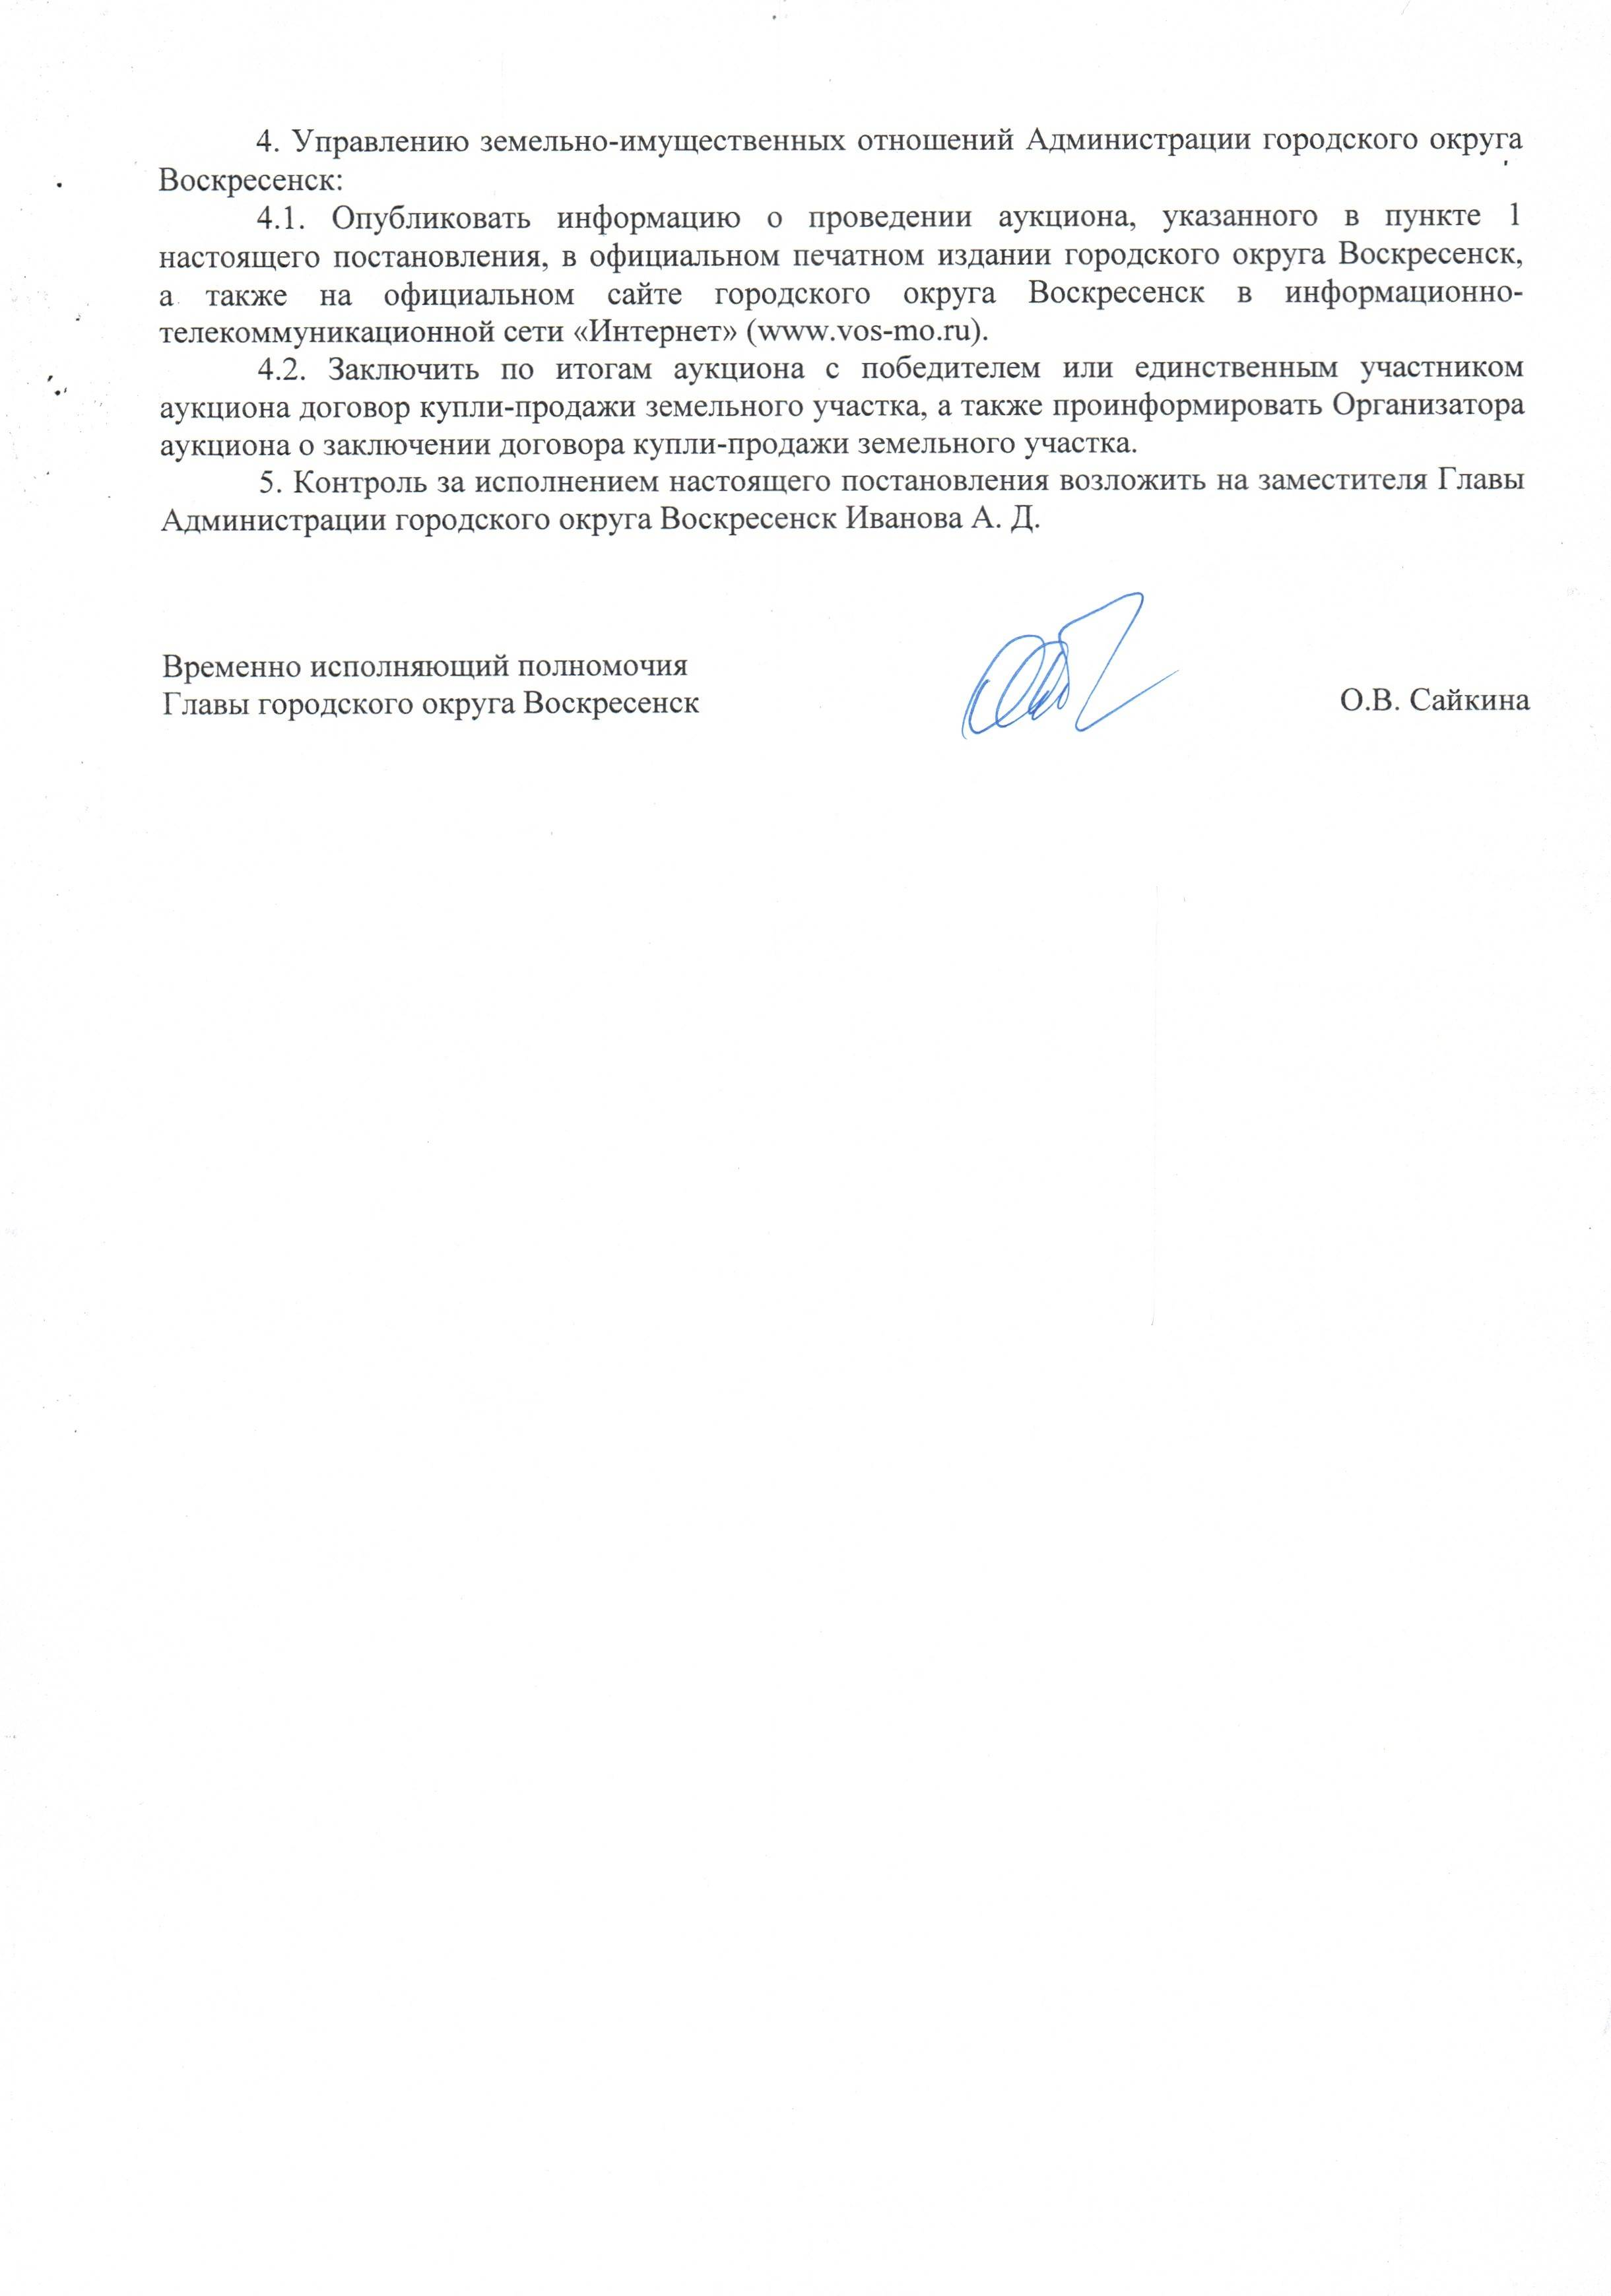 4. Управлению земельно-имущественных отношений Администрации городского округа
Воскресенск:
4.1. Опубликовать информацию о проведении аукциона, указанного в пункте 1
настоящего постановления, в официальном печатном издании городского округа Воскресенск,
а также на официальном сайте городского округа Воскресенск в информационно-
телекоммуникационной сети «Интернет» (www.vos-mo.ru).
4.2. Заключить по итогам аукциона с победителем или единственным участником
аукциона договор купли-продажи земельного участка, а также проинформировать Организатора
аукциона о заключении договора купли-продажи земельного участка.
5. Контроль за исполнением настоящего постановления возложить на заместителя Главы
Администрации городского округа Воскресенск Иванова А. Д.
Временно исполняющий полномочия
Главы городского округа Воскресенск
О.В. Сайкина